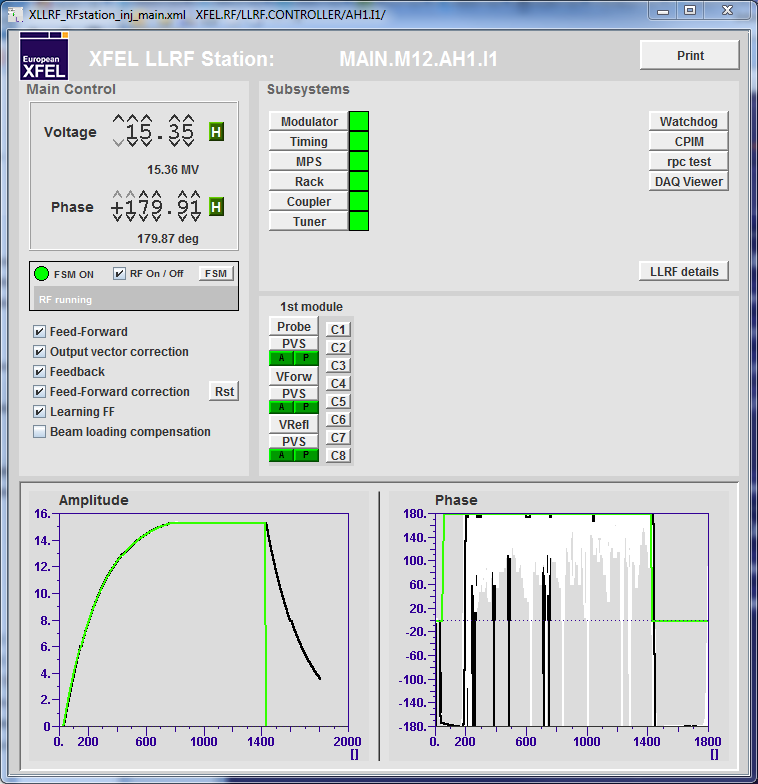 XLLRF_RFstation_inj_main.xml XFEL.RF/LLRF.CONTROLLER/AH1.I1/
European
XFEL
XFEL LLRF Station: MAIN.M12.AH1.I1
Print
Main Control
Voltage 15.35 H
15.36 MV
Phase +179.91 H
179.87 deg
FSM ON RF On / Off FSM
RF running
Feed-Forward
Output vector correction
Feedback
Feed-Forward correction Rst
Learning FF
Beam loading compensation
Subsystems
Modulator
Timing
MPS
Rack
Coupler
Tuner
Watchdog
CPIM
rpc test
DAQ Viewer
LLRF details
1st module
Probe
PVS
A P
VForw
PVS
A P
VRefl
PVS
A P
C1
C2
C3
C4
C5
C6
C7
C8
Amplitude
16.
14.
12.
10.
8.
6.
4.
2.
0
0. 200 600 1000 1400 2000
[]
Phase
180.
140.
100.
60.
20.
-20.
-60.
-100.
-140.
-180.
0. 200 600 1000 1400 1800
[]